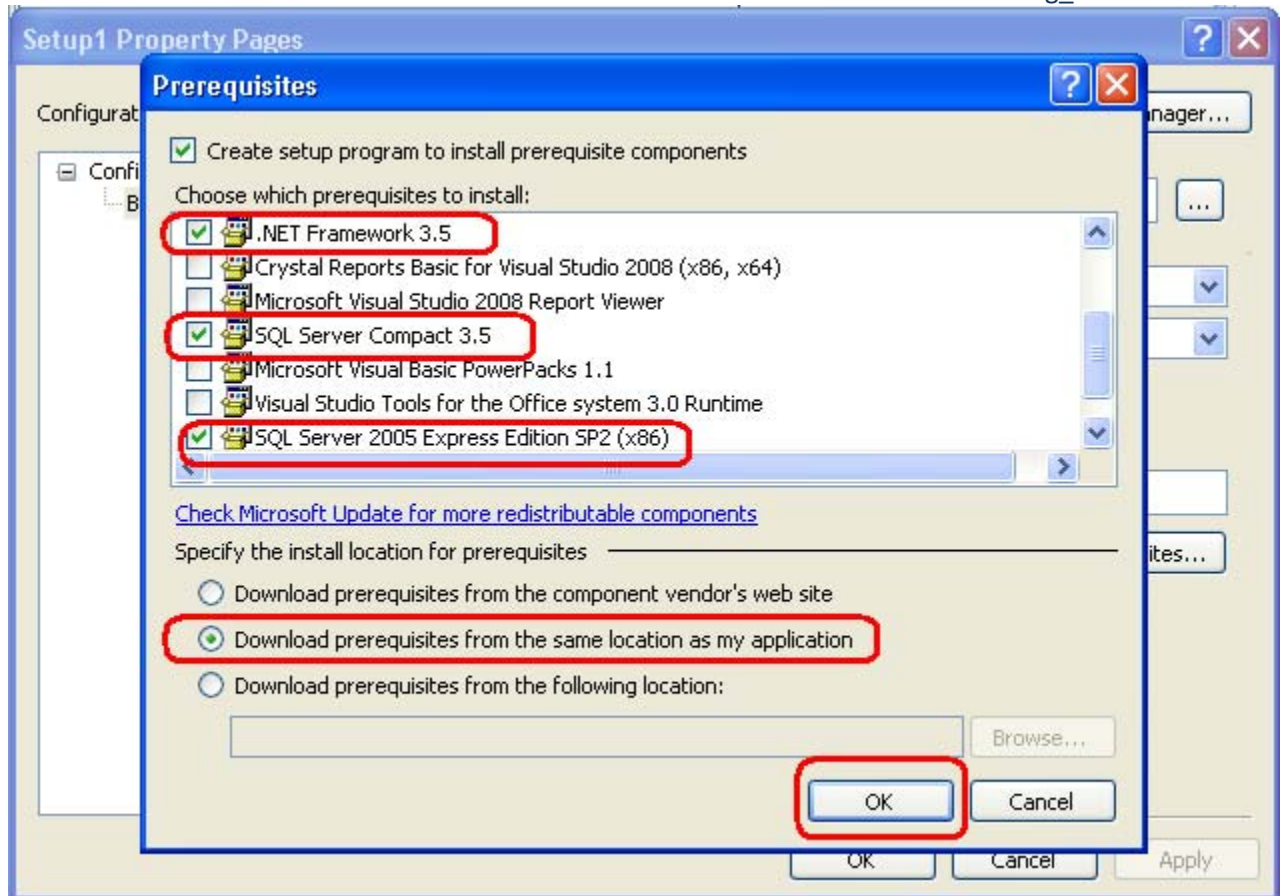 Setup1 Property Pages
Prerequisites
Configurat
nager...
Create setup program to install prerequisite components
Confi
B
...
Choose which prerequisites to install:
.NET Framework 3.5
Crystal Reports Basic for Visual Studio 2008 (x86, x64)
Microsoft Visual Studio 2008 Report Viewer
SQL Server Compact 3.5
Microsoft Visual Basic PowerPacks 1.1
Visual Studio Tools for the Office system 3.0 Runtime
SQL Server 2005 Express Edition SP2 (x86)
Check Microsoft Update for more redistributable components
Specify the install location for prerequisites
ites...
Download prerequisites from the component vendor's web site
Download prerequisites from the same location as my application
Download prerequisites from the following location:
Browse...
OK Cancel
OK Cancel Apply